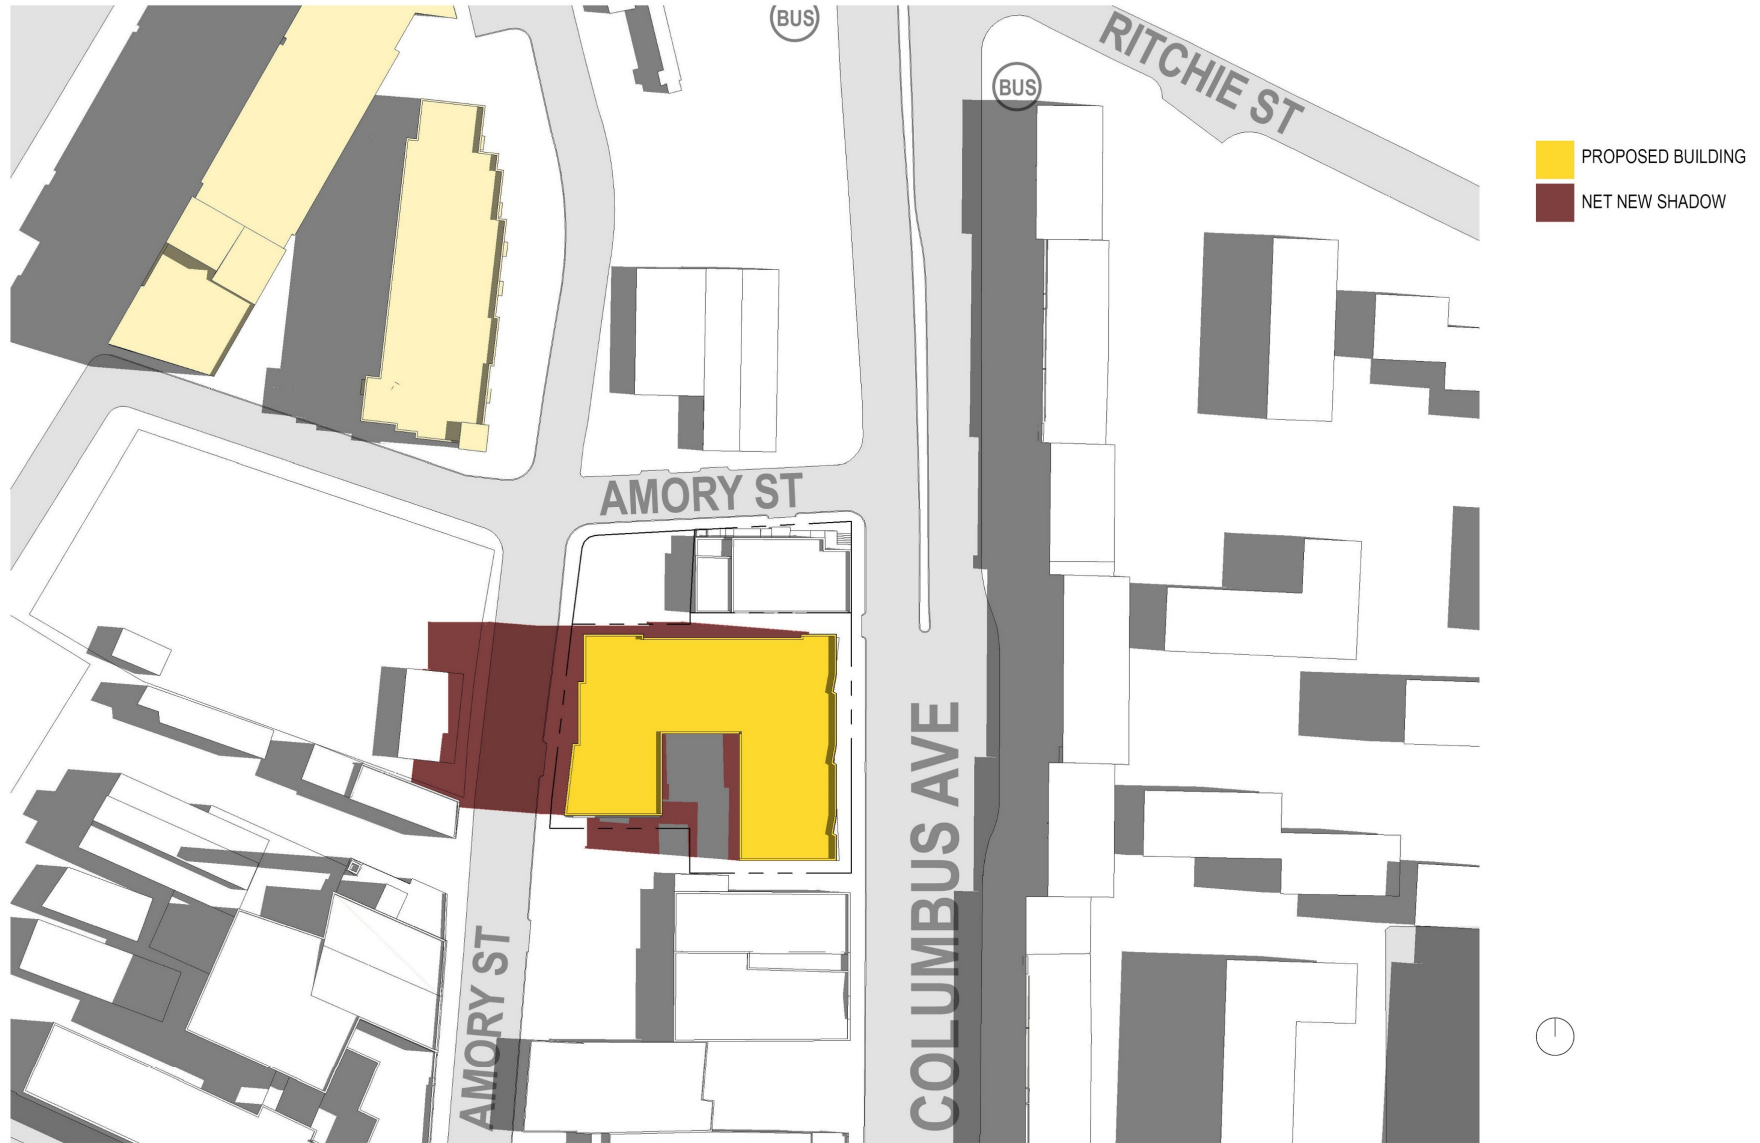 BUS
RITCHIE ST
BUS
PROPOSED BUILDING
NET NEW SHADOW
AMORY ST
COLUMBUS AVE
AMORY ST